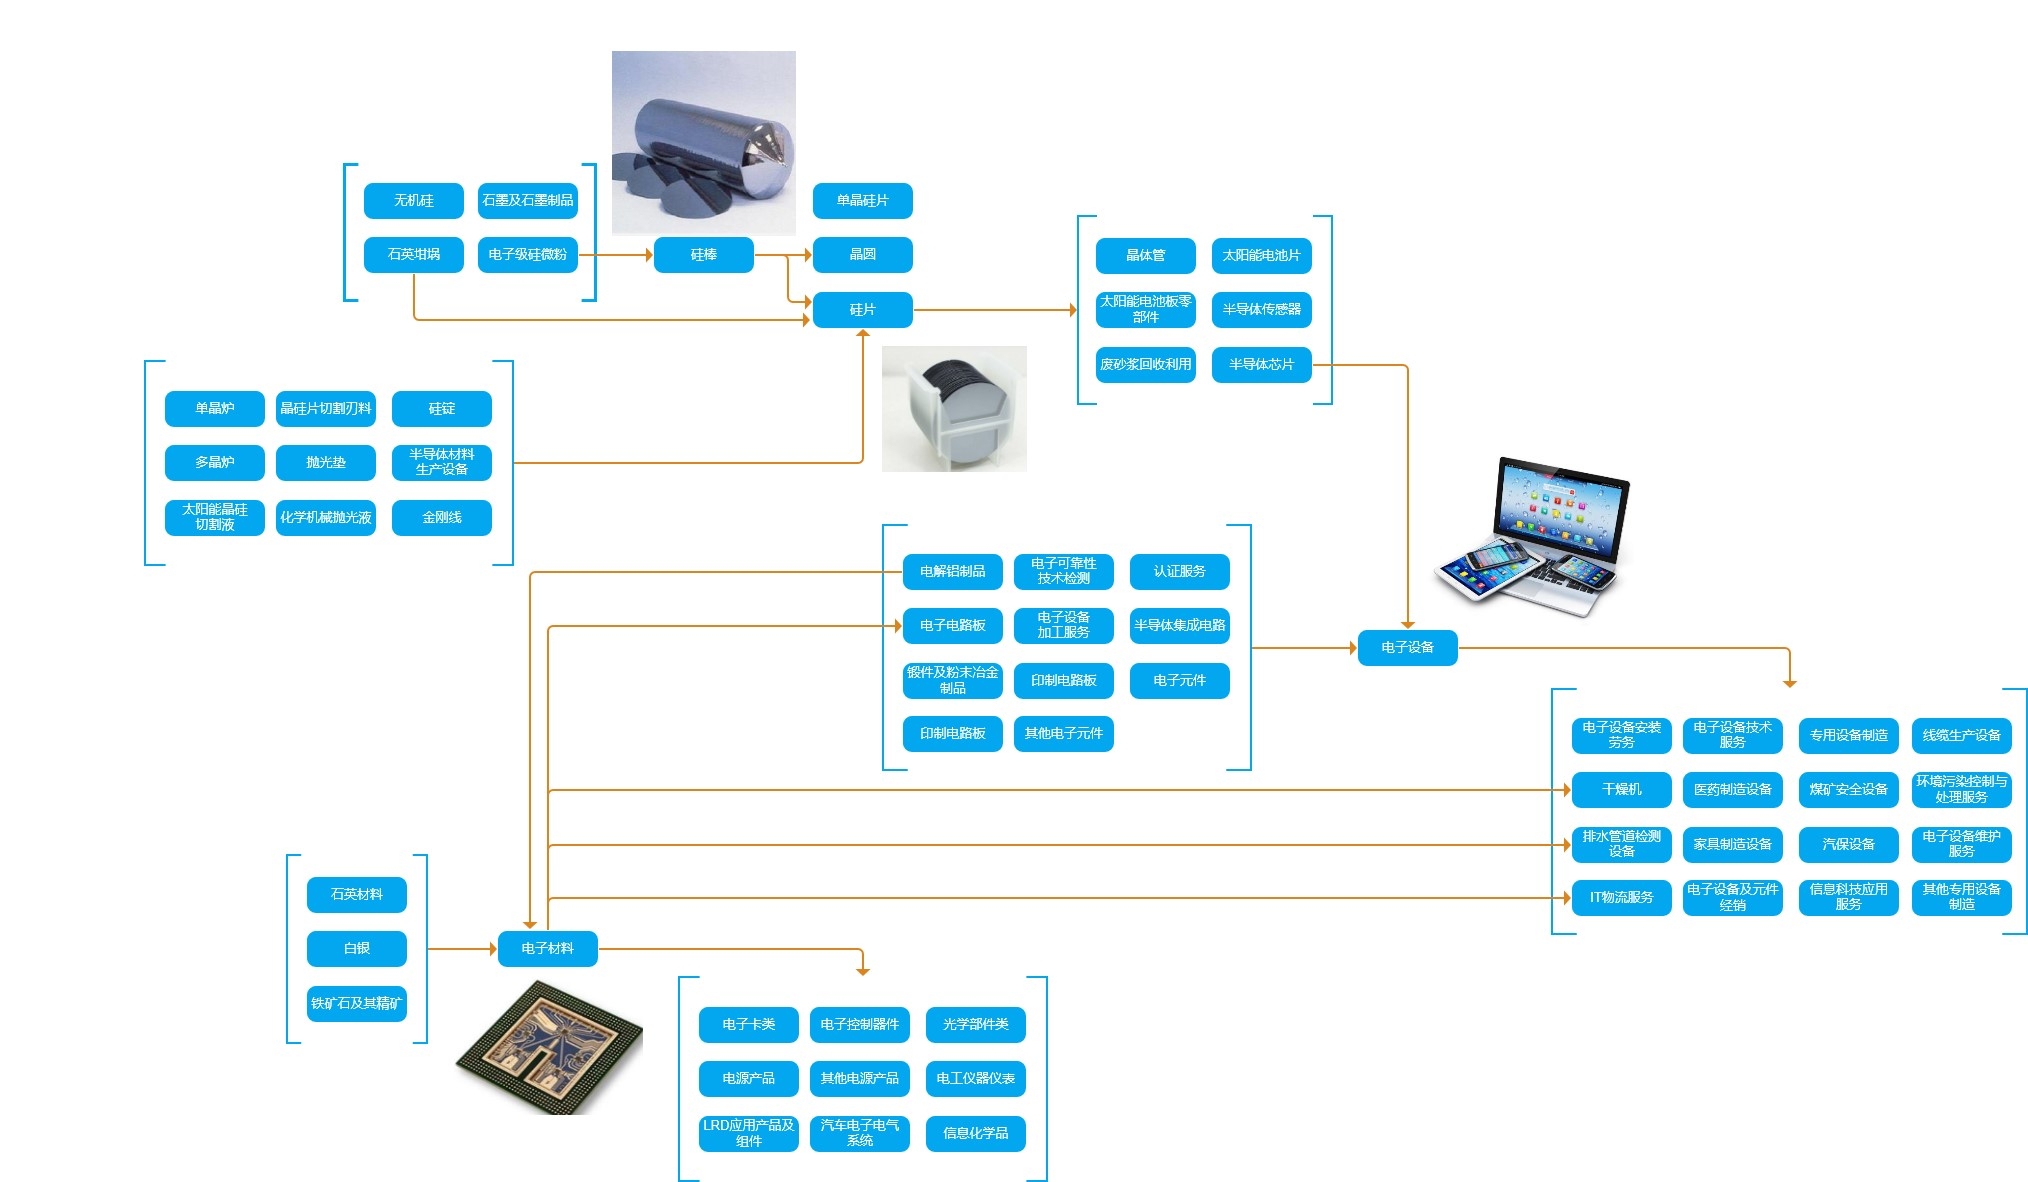 无机硅
石墨及石墨制品
石英坩埚
电子级硅微粉
硅棒
单晶硅片
晶圆
硅片
晶体管
太阳能电池片
太阳能电池板零
部件
半导体传感器
废砂浆回收利用
半导体芯片
单晶炉
晶硅片切割刃料
硅锭
多晶炉
抛光垫
半导体材料
生产设备
太阳能晶硅
切割液
化学机械抛光液
金刚线
电解铝制品
电子可靠性
技术检测
认证服务
电子电路板
电子设备
加工服务
半导体集成电路
锻件及粉末冶金
制品
印制电路板
电子元件
印制电路板
其他电子元件
电子设备
电子设备安装
劳务
电子设备技术
服务
专用设备制造
线缆生产设备
干燥机
医药制造设备
煤矿安全设备
环境污染控制与
处理服务
排水管道检测
设备
家具制造设备
汽保设备
电子设备维护
服务
IT物流服务
电子设备及元件
经销
信息科技应用
服务
其他专用设备
制造
石英材料
白银
铁矿石及其精矿
电子材料
电子卡类
电子控制器件
光学部件类
电源产品
其他电源产品
电工仪器仪表
LRD应用产品及
组件
汽车电子电气
系统
信息化学品